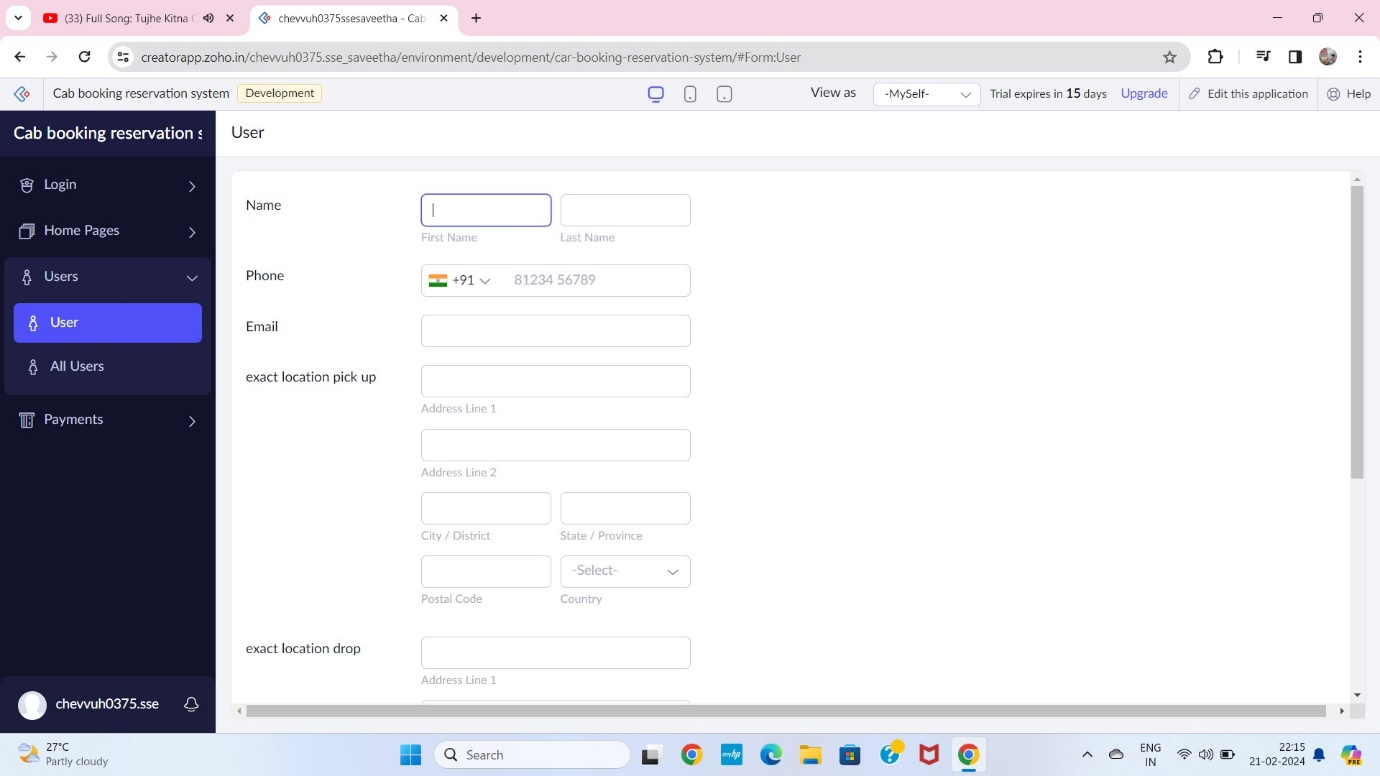 (33) Full Song: Tujhe Kitna C
chevvuh0375ssesaveetha - Cab
creatorapp.zoho.in/chevvuh0375.sse_saveetha/environment/development/car-booking-reservation-system/#Form:User
Cab booking reservation system Development View as -MySelf- Trial expires in 15 days Upgrade Edit this application Help
Cab booking reservation s
User
Login
Home Pages
Users
User
All Users
Payments
chevvuh0375.sse
Name
First Name Last Name
Phone +91 81234 56789
Email
exact location pick up
Address Line 1
Address Line 2
City / District State / Province
-Select-
Postal Code Country
exact location drop
Address Line 1
27°C
Partly cloudy
Search
myhp
PRE
ENG
IN
22:15
21-02-2024